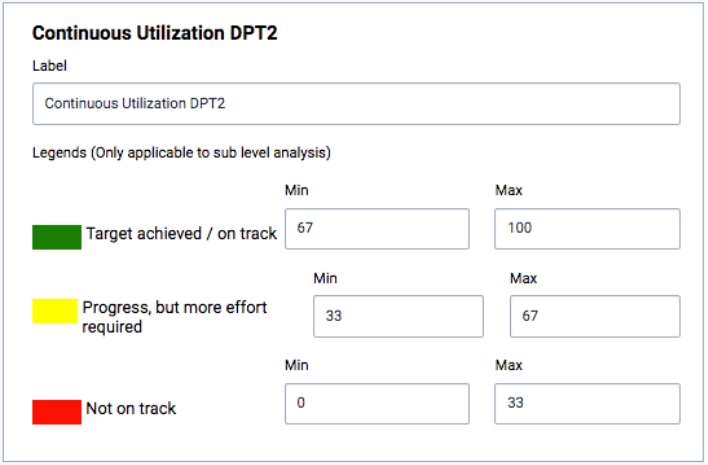 Continuous Utilization DPT2
Label
Continuous Utilization DPT2
Legends (Only applicable to sub level analysis)
Min Max
Target achieved / on track 67 100
Min Max
Progress, but more effort
required 33 67
Min Max
Not on track 0 33